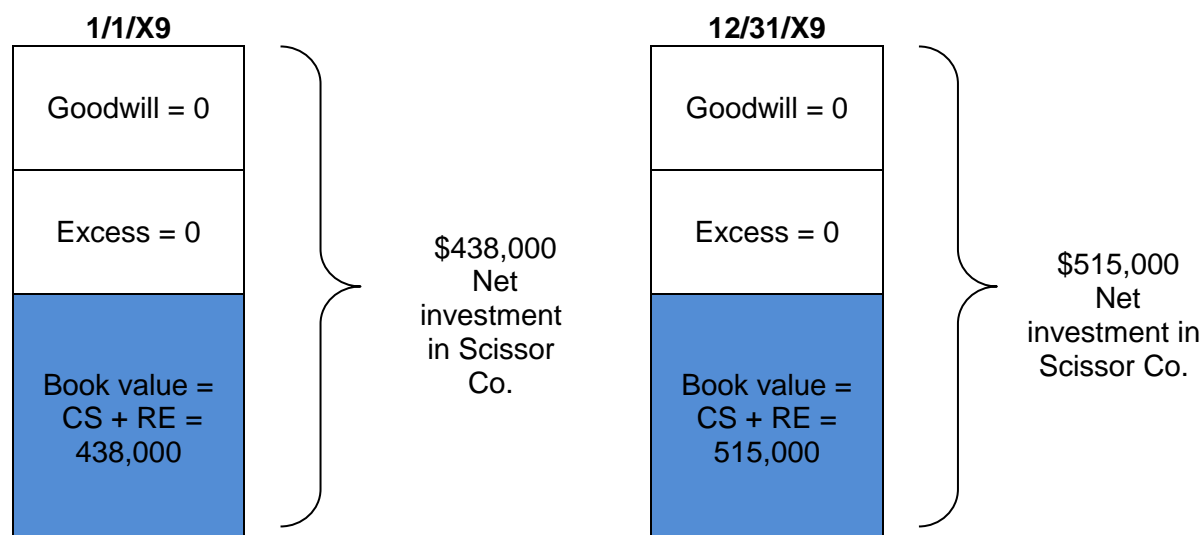 1/1/X9
Goodwill = 0
Excess = 0
Book value =
CS + RE =
438,000
$438,000
Net
investment
in Scissor
Co.
12/31/X9
Goodwill = 0
Excess = 0
Book value =
CS + RE =
515,000
$515,000
Net
investment in
Scissor Co.